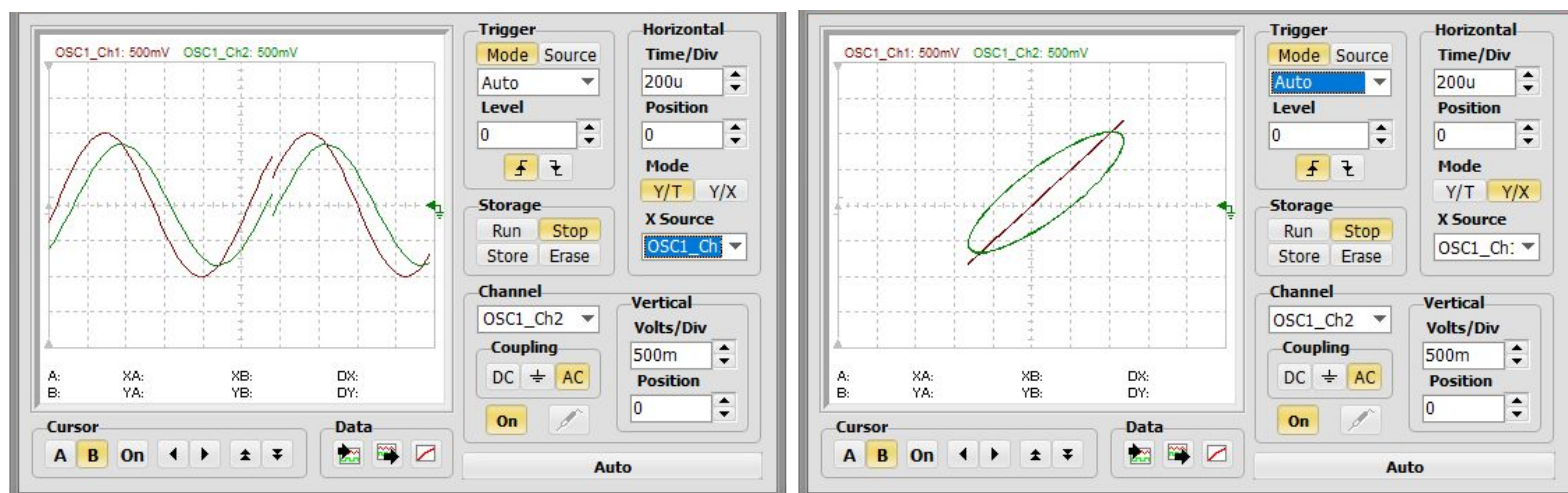 OSC1_Ch1: 500mV OSC1_Ch2: 500mV
A: XA: XB: DX:
B: YA: YB: DY:
Cursor
A B On
Data
Trigger
Mode Source
Auto
Level
0
Storage
Run Stop
Store Erase
Horizontal
Time/Div
200u
Position
0
Mode
Y/T Y/X
X Source
OSC1_Ch
Channel
OSC1_Ch2
Coupling
DC AC
On
Vertical
Volts/Div
500m
Position
0
Auto
OSC1_Ch1: 500mV OSC1_Ch2: 500mV
A: XA: XB: DX:
B: YA: YB: DY:
Cursor
A B On
Data
Trigger
Mode Source
Auto
Level
0
Storage
Run Stop
Store Erase
Horizontal
Time/Div
200u
Position
0
Mode
Y/T Y/X
X Source
OSC1_Ch:
Channel
OSC1_Ch2
Coupling
DC AC
On
Vertical
Volts/Div
500m
Position
0
Auto